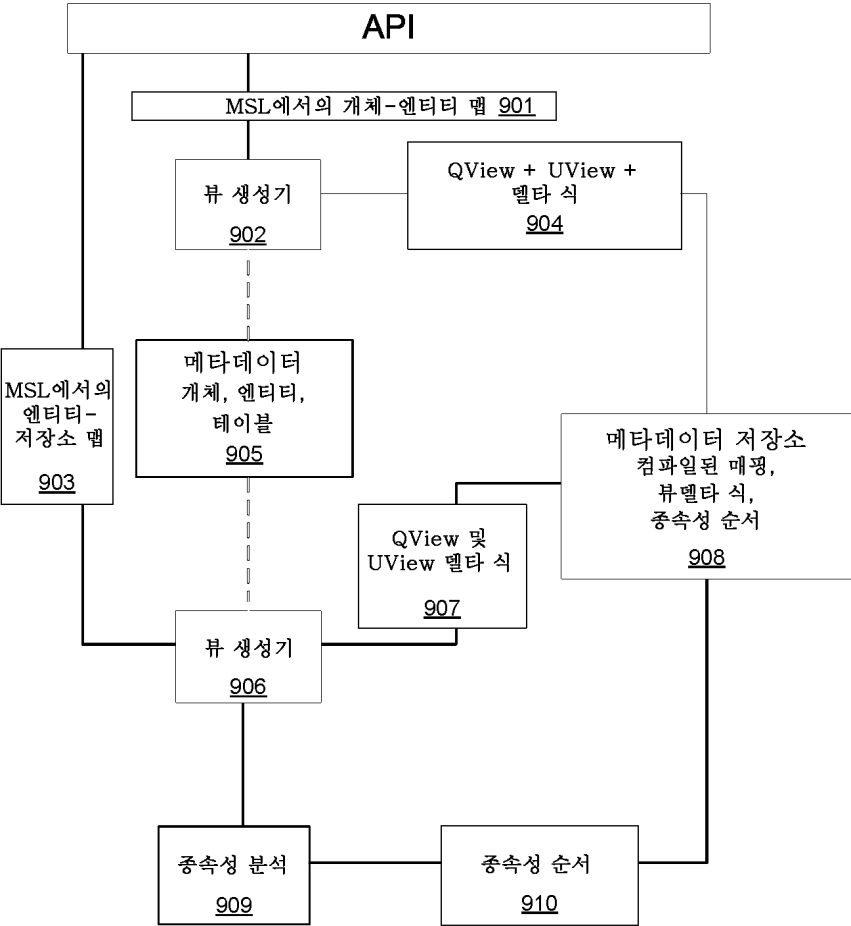 API
MSL에서의 개체-엔티티 맵 901
뷰 생성기
902
QView + UView +
델타 식
904
MSL에서의
엔티티-
저장소 맵
903
메타데이터
개체, 엔티티,
테이블
905
메타데이터 저장소
컴파일된 매핑,
뷰델타 식,
종속성 순서
908
QView 및
UView 델타 식
907
뷰 생성기
906
종속성 분석
909
종속성 순서
910